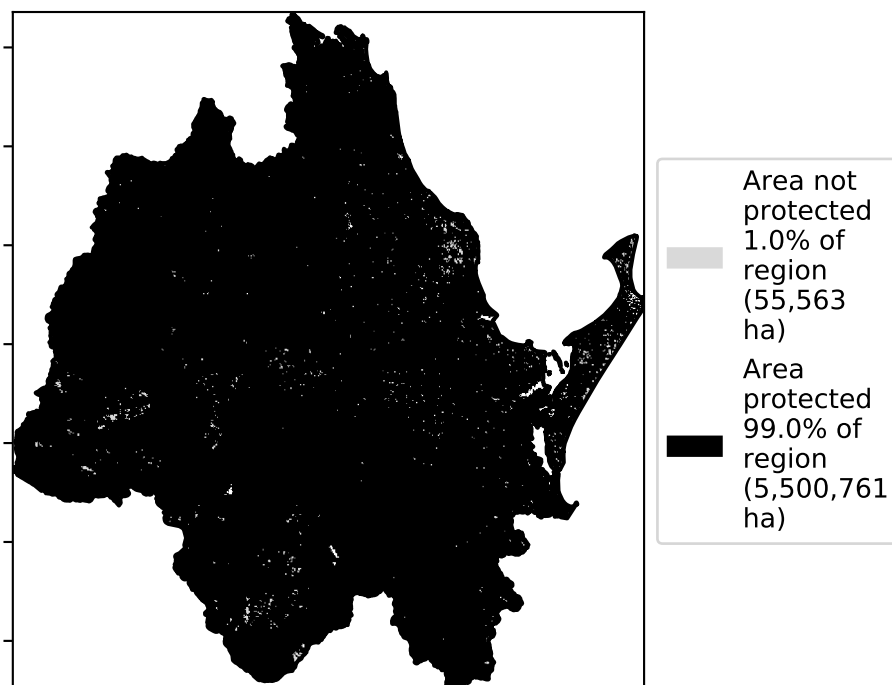 Area not
protected
1.0% of
region
(55,563
ha)
Area
protected
99.0% of
region
(5,500,761
ha)